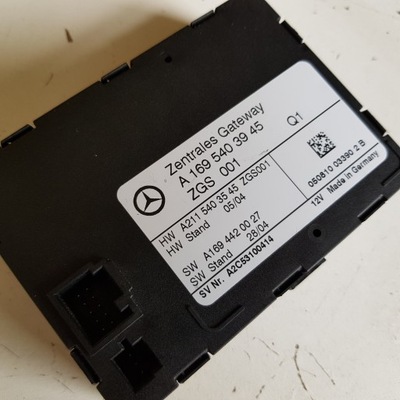 Zentrales Gateway
A 169 540 39 45
ZGS 001
Q1
HW A211 540 35 45 ZGS001
HW Stand 05/04
SW A169 442 00 27
SW Stand 28/04
SV Nr. A2C53100414
050810 03390 2 B
12V Made in Germany